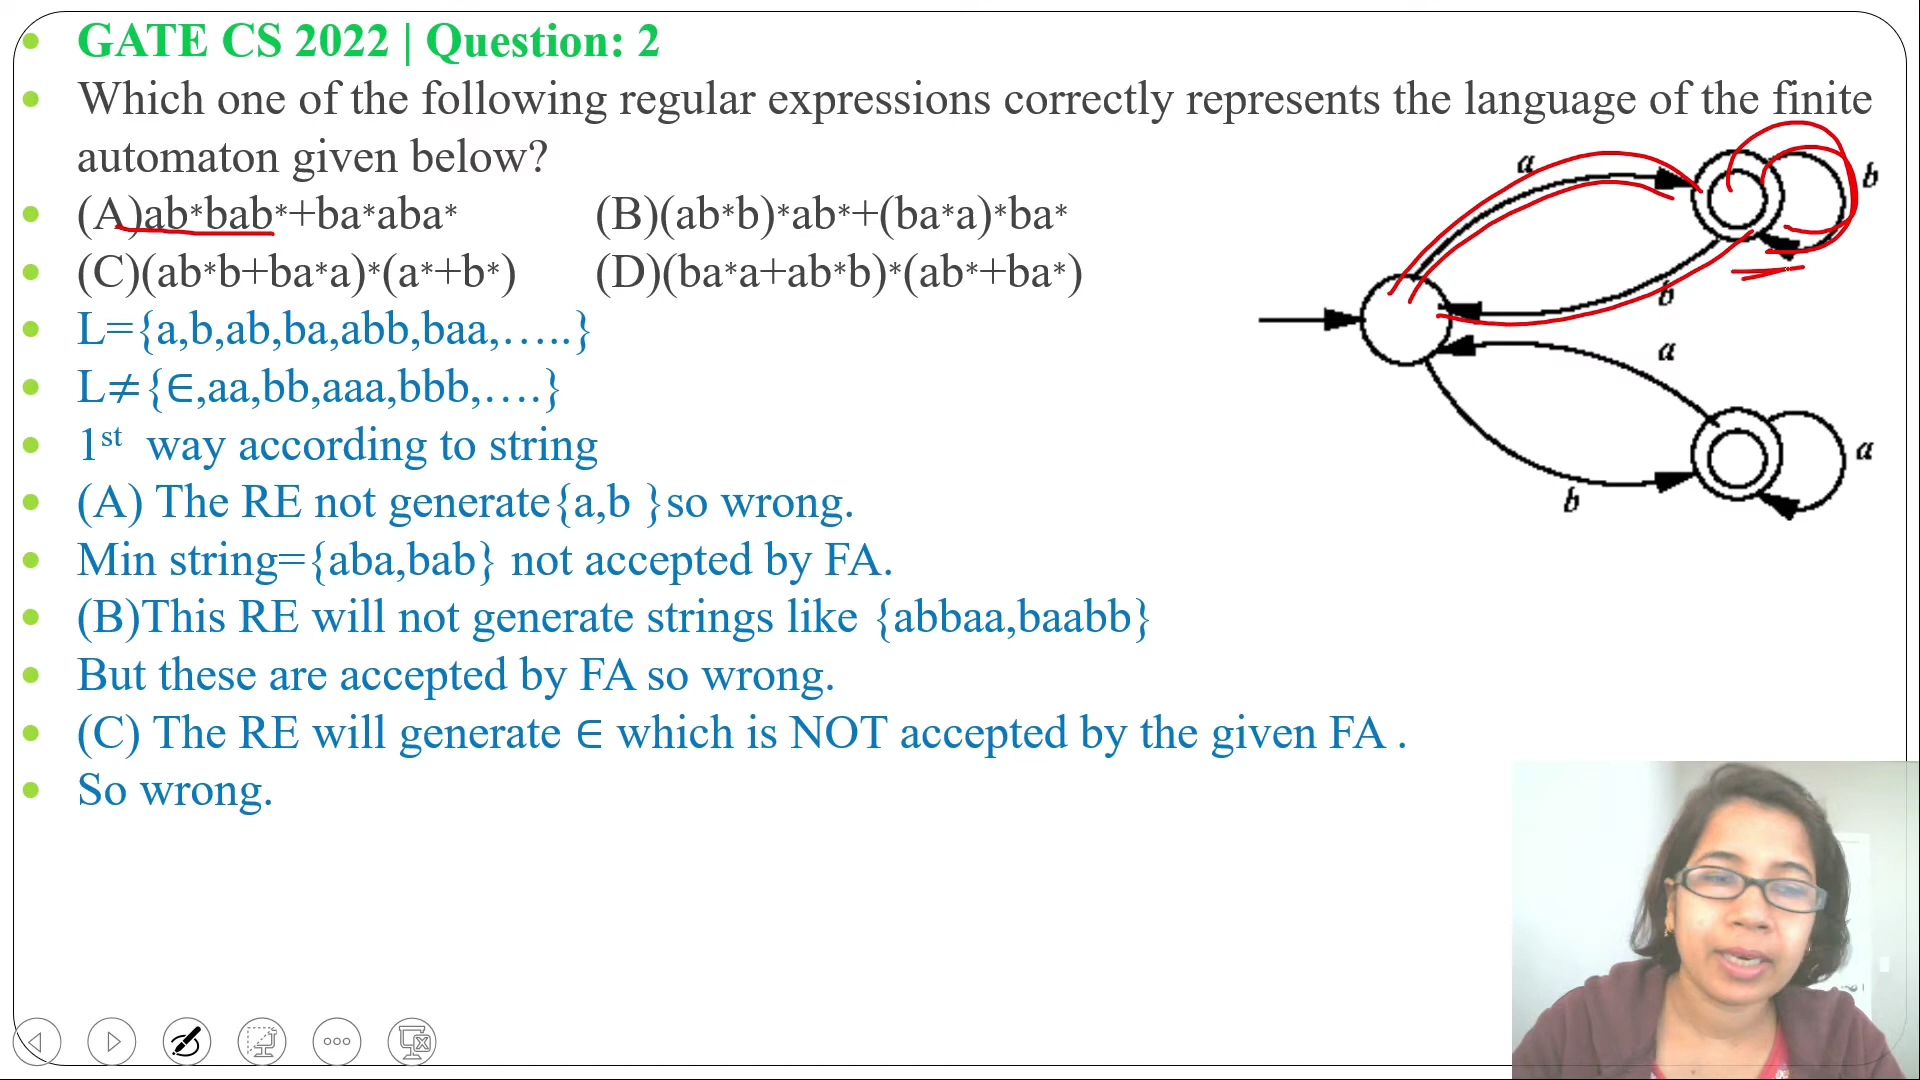 GATE CS 2022 | Question: 2
Which one of the following regular expressions correctly represents the language of the finite
automaton given below?
(A)ab*bab*+ba*aba* (B)(ab*b)*ab*+(ba*a)*ba*
(C)(ab*b+ba*a)*(a*+b*) (D)(ba*a+ab*b)*(ab*+ba*)
L={a,b,ab,ba,abb,baa,…..}
L≠{∈,aa,bb,aaa,bbb,….}
1st way according to string
(A) The RE not generate{a,b }so wrong.
Min string={aba,bab} not accepted by FA.
(B)This RE will not generate strings like {abbaa,baabb}
But these are accepted by FA so wrong.
(C) The RE will generate ∈ which is NOT accepted by the given FA .
So wrong.
a
b
b
a
b
a